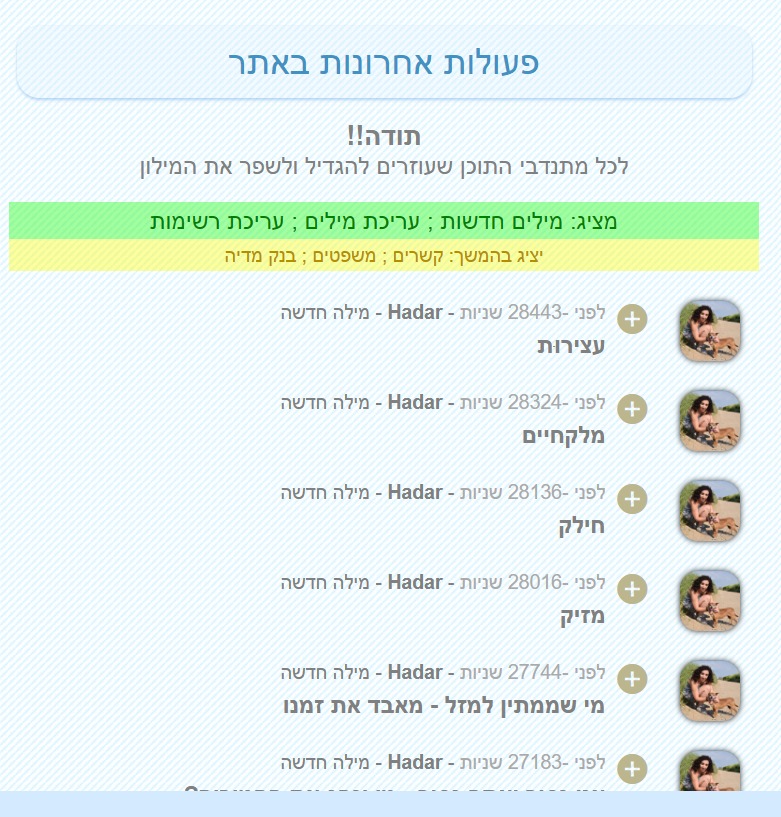 פעולות אחרונות באתר
תודה!!
לכל מתנדבי התוכן שעוזרים להגדיל ולשפר את המילון
מציג: מילים חדשות ; עריכת מילים ; עריכת רשימות
יציג בהמשך: קשרים ; משפטים ; בנק מדיה
לפני -28443 שניות - Hadar - מילה חדשה
עצירות
לפני -28324 שניות - Hadar - מילה חדשה
מלקחיים
לפני -28136 שניות - Hadar - מילה חדשה
חילק
לפני -28016 שניות - Hadar - מילה חדשה
מזיק
לפני -27744 שניות - Hadar - מילה חדשה
מי שממתין למזל - מאבד את זמנו
לפני -27183 שניות - Hadar - מילה חדשה